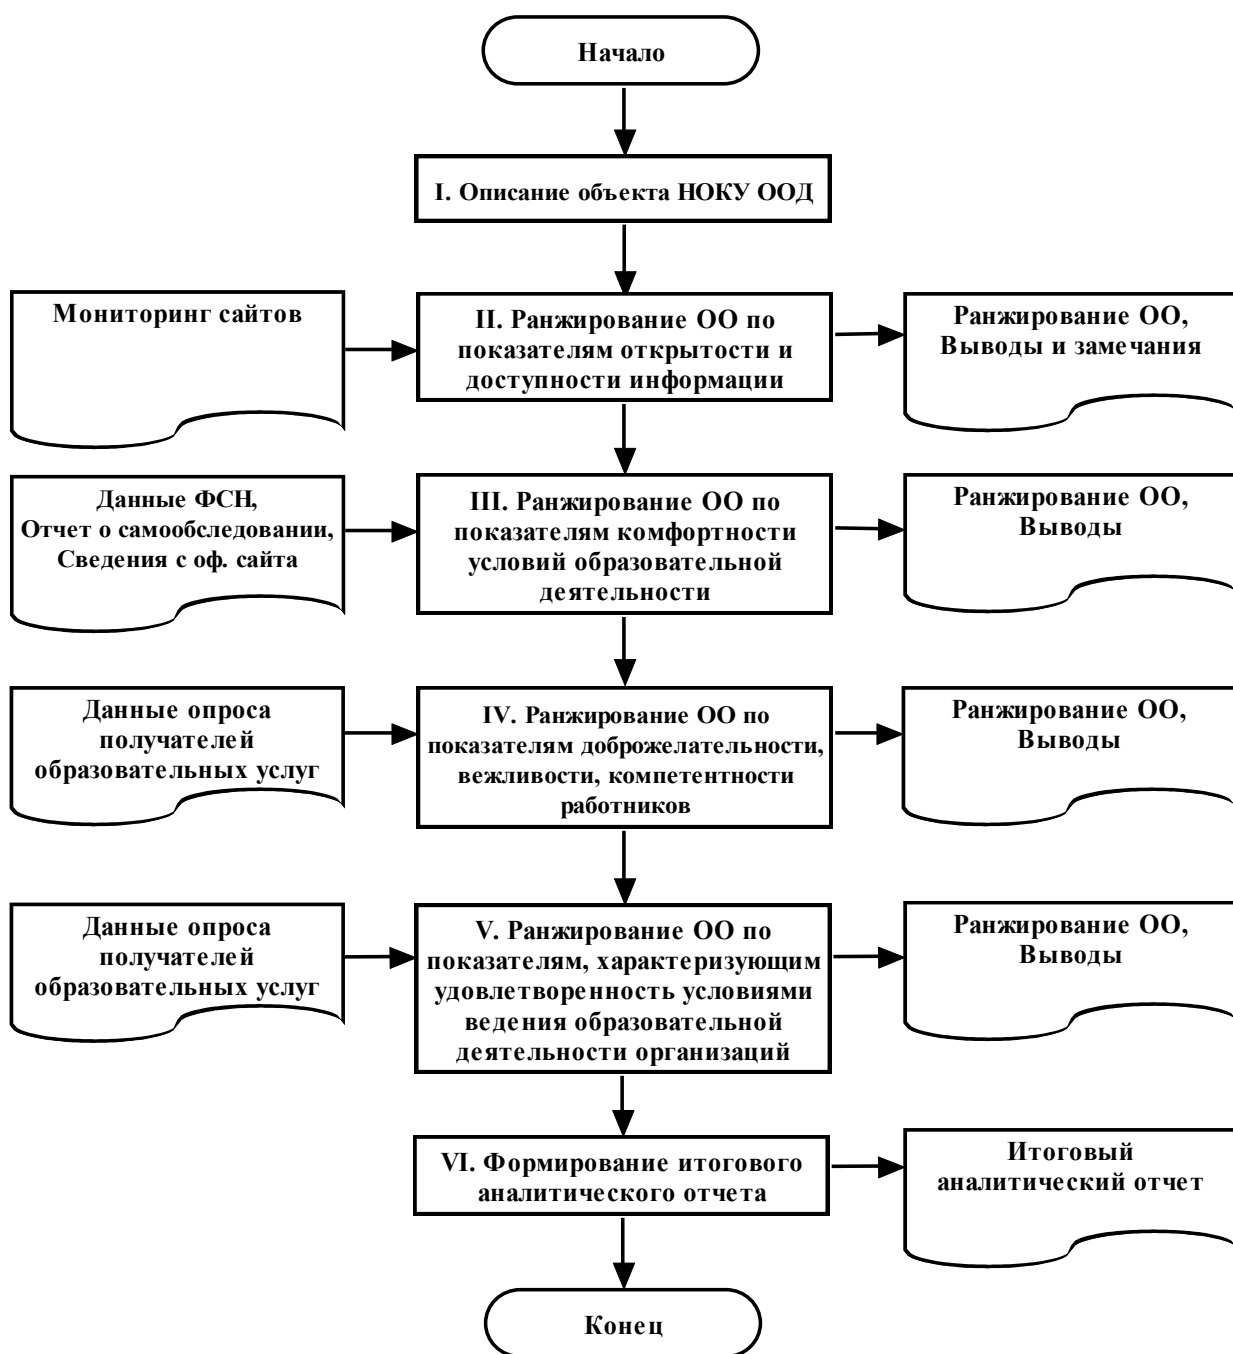 Начало
I. Описание объекта НОКУ ООД
Мониторинг сайтов
II. Ранжирование ОО по
показателям открытости и
доступности информации
Ранжирование ОО,
Выводы и замечания
Данные ФСН,
Отчет о самообследовании,
Сведения с оф. сайта
III. Ранжирование ОО по
показателям комфортности
условий образовательной
деятельности
Ранжирование ОО,
Выводы
Данные опроса
получателей
образовательных услуг
IV. Ранжирование ОО по
показателям доброжелательности,
вежливости, компетентности
работников
Ранжирование ОО,
Выводы
Данные опроса
получателей
образовательных услуг
V. Ранжирование ОО по
показателям, характеризующим
удовлетворенность условиями
ведения образовательной
деятельности организаций
Ранжирование ОО,
Выводы
VI. Формирование итогового
аналитического отчета
Итоговый
аналитический отчет
Конец